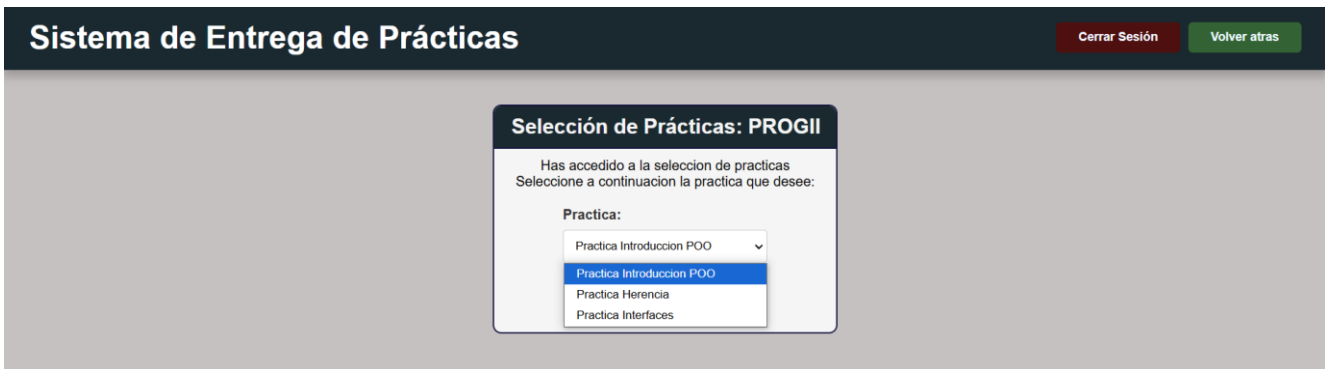 Sistema de Entrega de Prácticas
Cerrar Sesión
Volver atras
Selección de Prácticas: PROGII
Has accedido a la seleccion de practicas
Seleccione a continuacion la practica que desee:
Practica:
Practica Introduccion POO
Practica Introduccion POO
Practica Herencia
Practica Interfaces